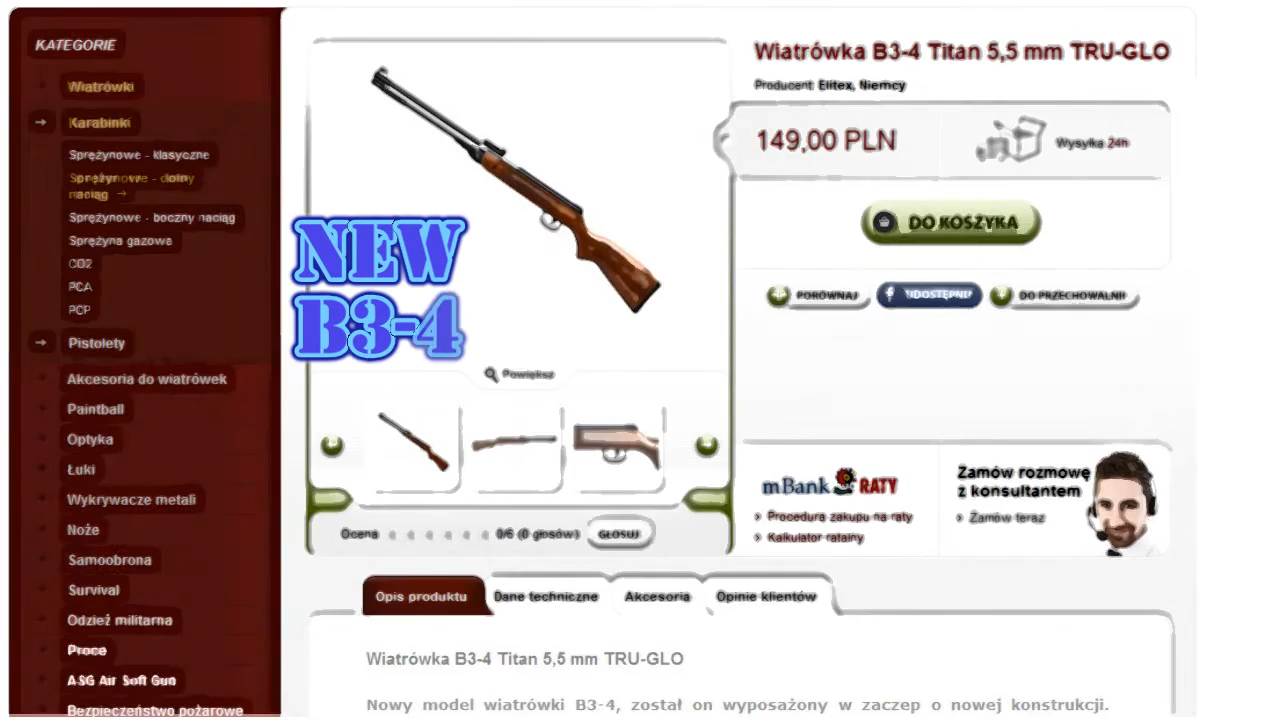 KATEGORIE
Wiatrówki
Karabinki
Sprężynowe - klasyczne
Sprężynowe - dolny
naciąg
Sprężynowe - boczny naciąg
Sprężyna gazowa
CO2
PCA
PCP
Pistolety
Akcesoria do wiatrówek
Paintball
Optyka
Łuki
Wykrywacze metali
Noże
Samoobrona
Survival
Odzież militarna
Proce
ASG Air Soft Gun
Bezpieczeństwo pożarowe
NEW
B3-4
Powiększ
Ocena 0/6 (0 głosów) GŁOSUJ
Wiatrówka B3-4 Titan 5,5 mm TRU-GLO
Producent Elitex, Niemcy
149,00 PLN
Wysyłka 24h
DO KOSZYKA
PORÓWNAJ
UDOSTĘPNIJ
DO PRZECHOWALNI
mBank RATY
Procedura zakupu na raty
Kalkulator ratalny
Zamów rozmowę
z konsultantem
Zamów teraz
Opis produktu
Dane techniczne
Akcesoria
Opinie klientów
Wiatrówka B3-4 Titan 5,5 mm TRU-GLO
Nowy model wiatrówki B3-4, został on wyposażony w zaczep o nowej konstrukcji.